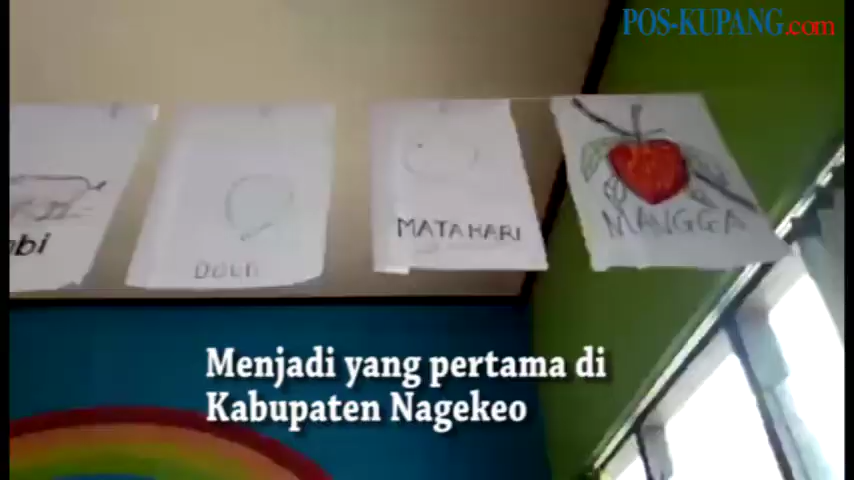 POS-KUPANG.com
bi
MATAHARI
MANGGA
Menjadi yang pertama di
Kabupaten Nagekeo